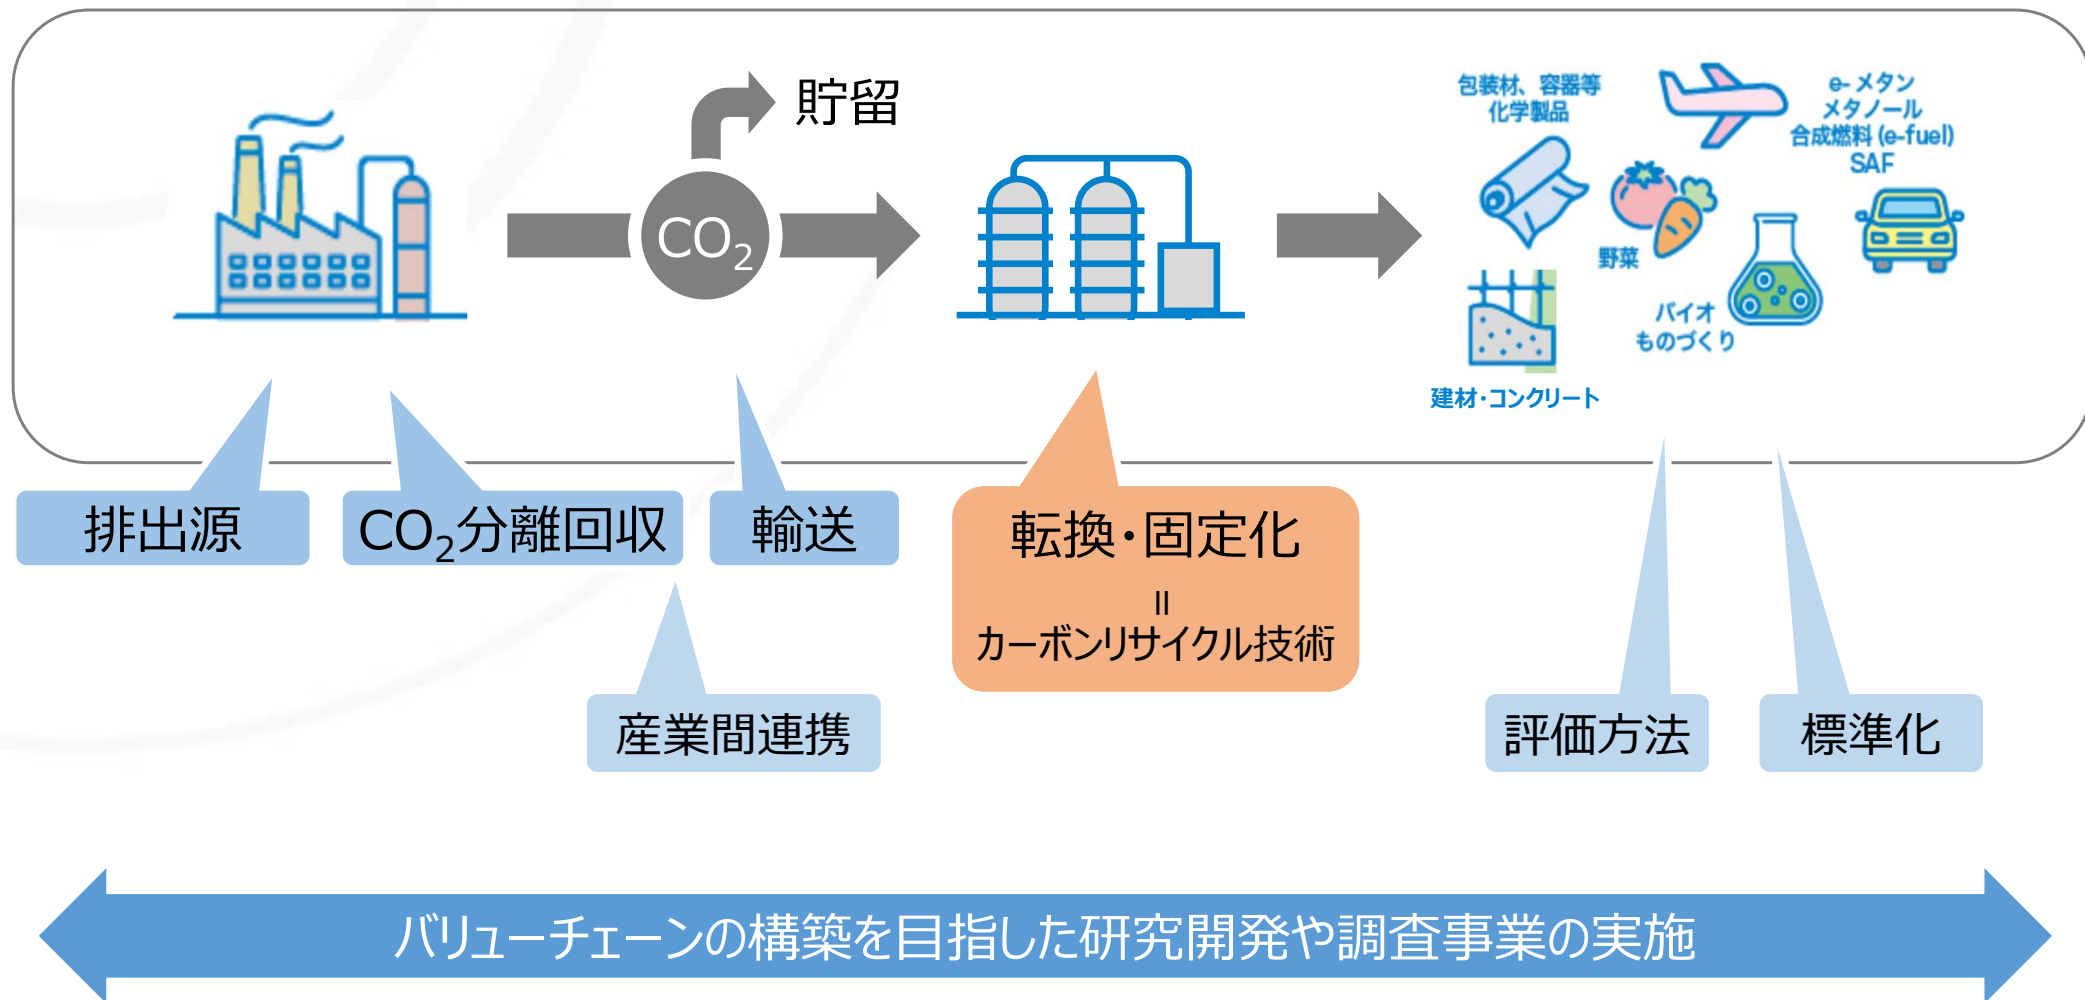 貯留
CO₂
包装材、容器等
化学製品
e-メタン
メタノール
合成燃料(e-fuel)
SAF
野菜
バイオ
ものづくり
建材・コンクリート
排出源
CO₂分離回収
輸送
転換・固定化
=
カーボンリサイクル技術
産業間連携
評価方法
標準化
バリューチェーンの構築を目指した研究開発や調査事業の実施